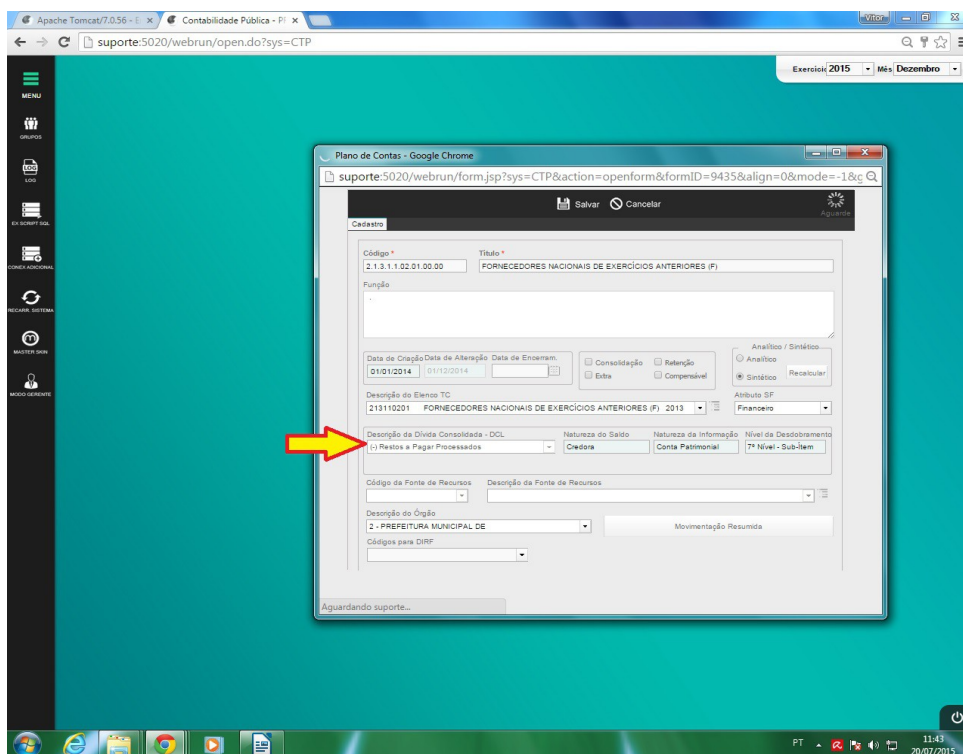 Apache Tomcat/7.0.56 - E
Contabilidade Pública - PF
Vitor
suporte:5020/webrun/open.do?sys=CTP
Exercício 2015 Mês Dezembro
MENU
GRUPOS
LOG
LOG
EX SCRIPT SQL
CONEX ADICIONAL
RECARR. SISTEMA
MASTER SKIN
MODO GERENTE
Plano de Contas - Google Chrome
suporte:5020/webrun/form.jsp?sys=CTP&action=openform&formID=9435&align=0&mode=-1&g
Salvar Cancelar
Aguarde
Cadastro
Código * Título *
2.1.3.1.1.02.01.00.00 FORNECEDORES NACIONAIS DE EXERCÍCIOS ANTERIORES (F)
Função
.
Analítico / Sintético
Data de Criação Data de Alteração Data de Encerram. Consolidação Retenção Analítico
01/01/2014 01/12/2014 Extra Compensável Sintético Recalcular
Descrição do Elenco TC Atributo SF
213110201 FORNECEDORES NACIONAIS DE EXERCÍCIOS ANTERIORES (F) 2013 Financeiro
Descrição da Dívida Consolidada - DCL Natureza do Saldo Natureza da Informação Nível da Desdobramento
(-) Restos a Pagar Processados Credora Conta Patrimonial 7º Nível - Sub-Ítem
Código da Fonte de Recursos Descrição da Fonte de Recursos
Descrição do Órgão
2 - PREFEITURA MUNICIPAL DE Movimentação Resumida
Códigos para DIRF
Aguardando suporte...
PT 11:43
20/07/2015